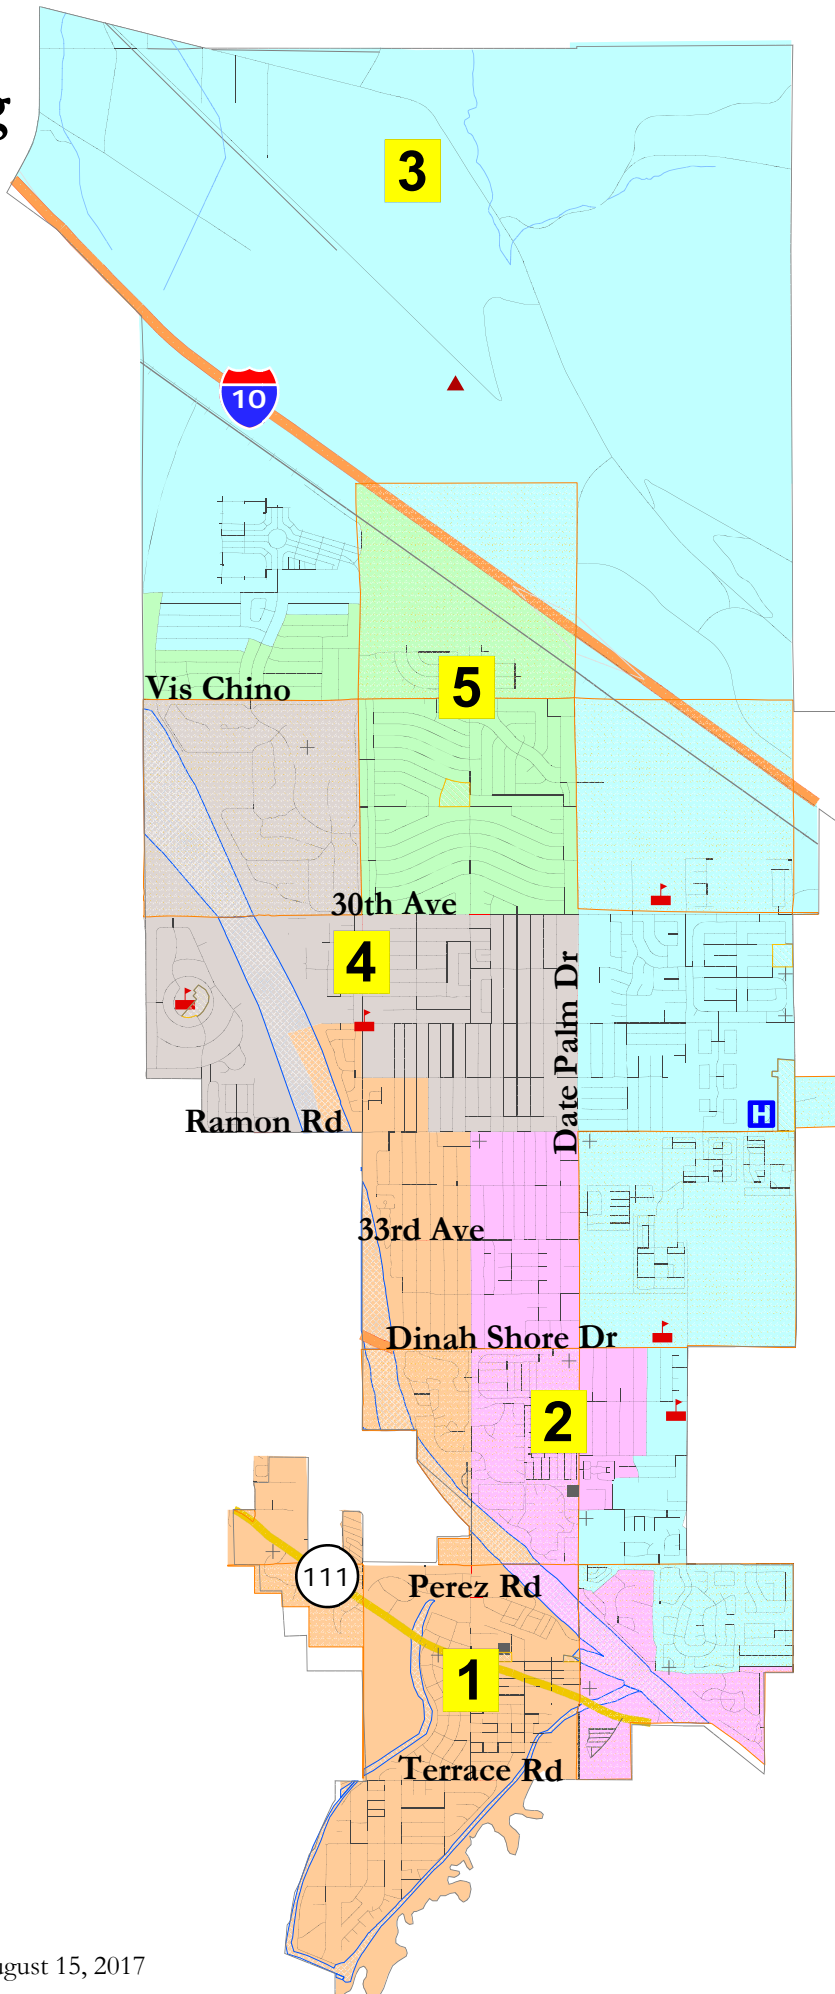 3
10
5
Vis Chino
30th Ave
4
Date Palm Dr
H
Ramon Rd
33rd Ave
Dinah Shore Dr
2
111
Perez Rd
1
Terrace Rd
15, 2017